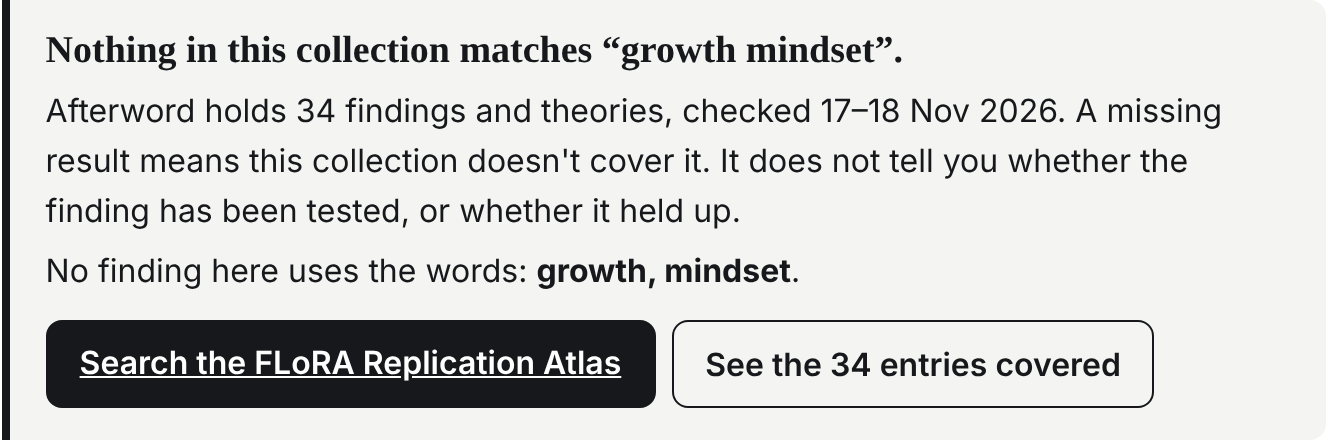 Nothing in this collection matches “growth mindset”.
Afterword holds 34 findings and theories, checked 17–18 Nov 2026. A missing
result means this collection doesn't cover it. It does not tell you whether the
finding has been tested, or whether it held up.
No finding here uses the words: growth, mindset.
Search the FLoRA Replication Atlas
See the 34 entries covered